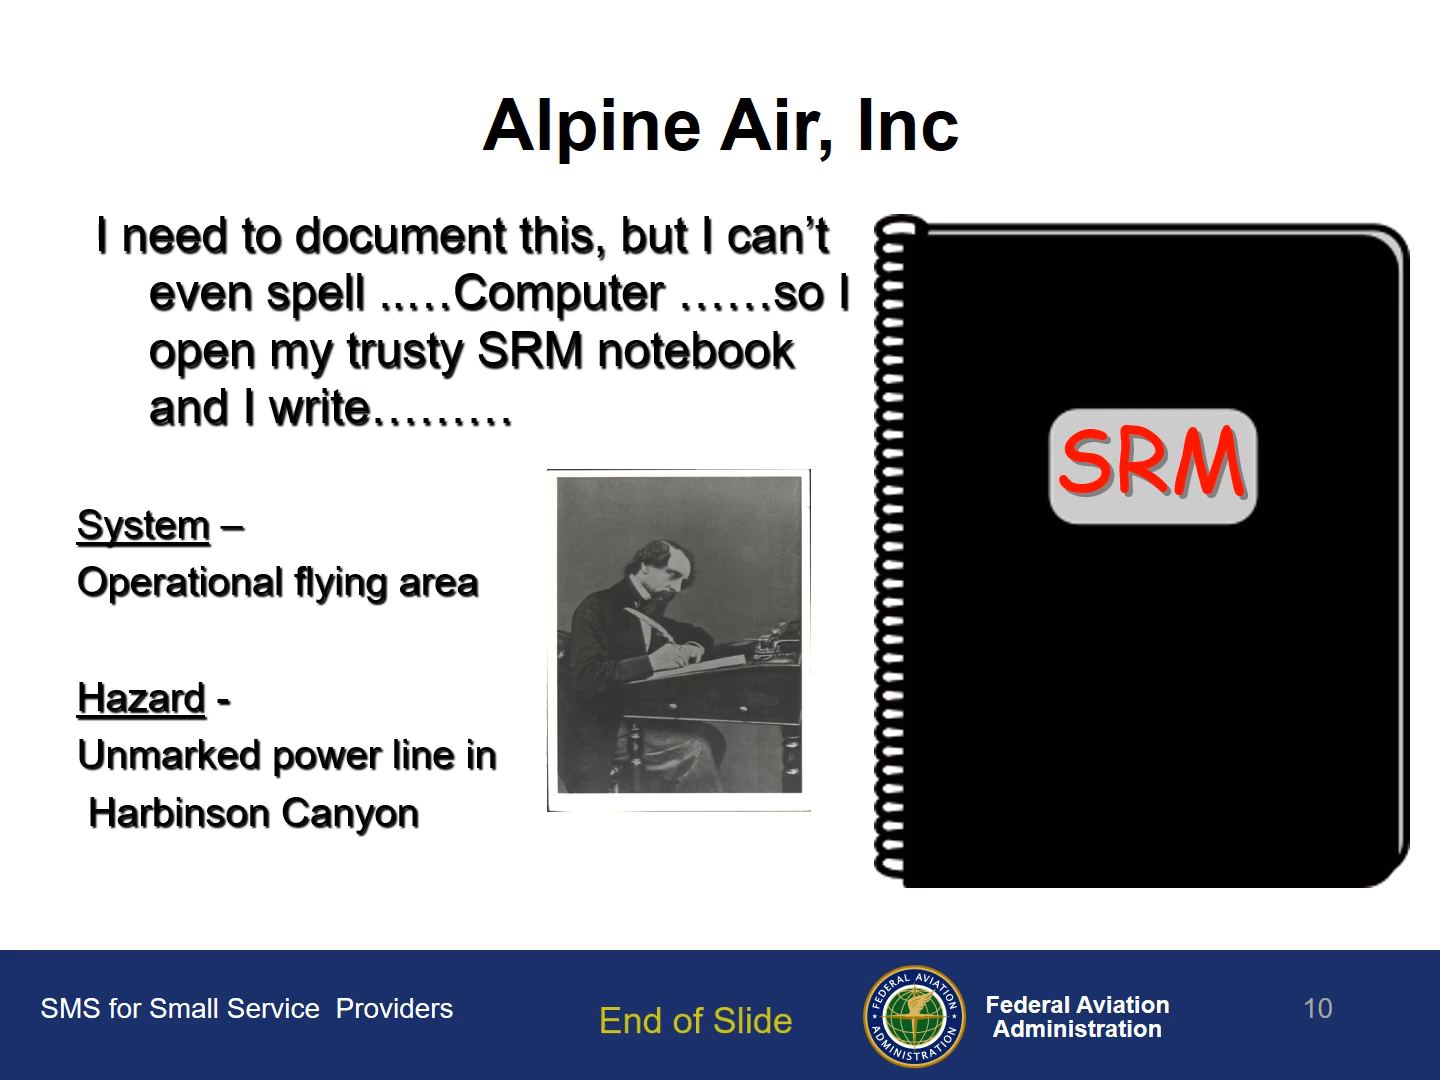 Alpine Air, Inc
I need to document this, but I can’t
even spell ..…Computer ……so I
open my trusty SRM notebook
and I write………
System –
Operational flying area
Hazard -
Unmarked power line in
Harbinson Canyon
SRM
SMS for Small Service  Providers
End of Slide
FEDERAL AVIATION
ADMINISTRATION
Federal Aviation
Administration
10